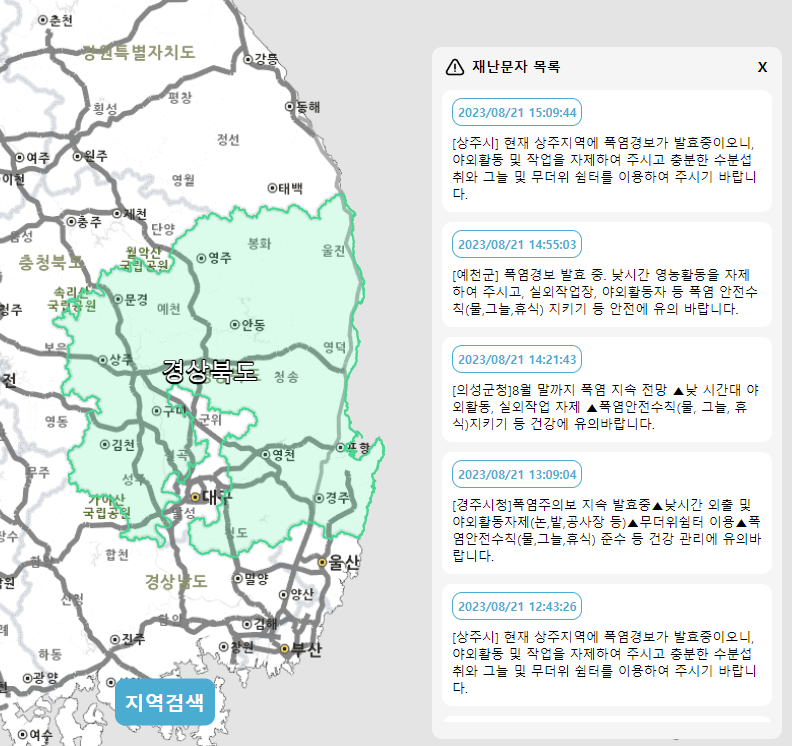 춘천
강원특별자치도
강릉
횡성
평창
동해
정선
여주
원주
이천
영월
태백
제천
충주
단양
음성
월악산
국립공원
영주
봉화
울진
충청북도
속리산
국립공원
문경
예천
안동
보은
상주
영덕
경상북도
청송
영동
구미
군위
김천
영천
포항
무주
칠곡
성주
대구
경주
가야산
국립공원
달성
청도
장수
합천
울산
경상남도
밀양
산청
양산
함안
김해
진주
창원
부산
하동
광양
지역검색
여수
재난문자 목록
X
2023/08/21 15:09:44
[상주시] 현재 상주지역에 폭염경보가 발효중이오니,
야외활동 및 작업을 자제하여 주시고 충분한 수분섭
취와 그늘 및 무더위 쉼터를 이용하여 주시기 바랍니
다.
2023/08/21 14:55:03
[예천군] 폭염경보 발효 중. 낮시간 영농활동을 자제
하여 주시고, 실외작업장, 야외활동자 등 폭염 안전수
칙(물,그늘,휴식) 지키기 등 안전에 유의 바랍니다.
2023/08/21 14:21:43
[의성군청]8월 말까지 폭염 지속 전망 ▲낮 시간대 야
외활동, 실외작업 자제 ▲폭염안전수칙(물, 그늘, 휴
식)지키기 등 건강에 유의바랍니다.
2023/08/21 13:09:04
[경주시청]폭염주의보 지속 발효중▲낮시간 외출 및
야외활동자제(논,밭,공사장 등)▲무더위쉼터 이용▲폭
염안전수칙(물,그늘,휴식) 준수 등 건강 관리에 유의바
랍니다.
2023/08/21 12:43:26
[상주시] 현재 상주지역에 폭염경보가 발효중이오니,
야외활동 및 작업을 자제하여 주시고 충분한 수분섭
취와 그늘 및 무더위 쉼터를 이용하여 주시기 바랍니
다.